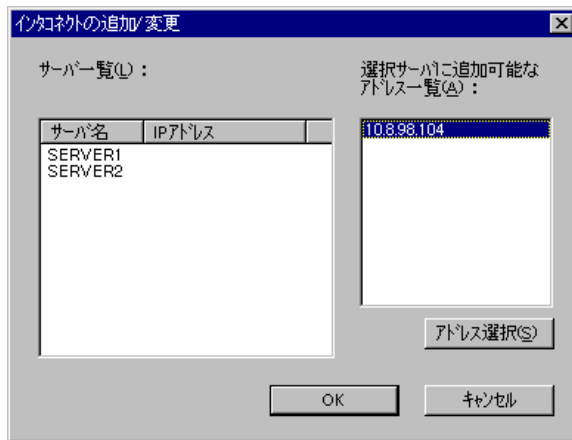 インタコネクトの追加/変更
サーバ一覧(L)：
選択サーバに追加可能な
アドレス一覧(A)：
サーバ名 IPアドレス
SERVER1
SERVER2
10.8.98.104
アドレス選択(S)
OK キャンセル